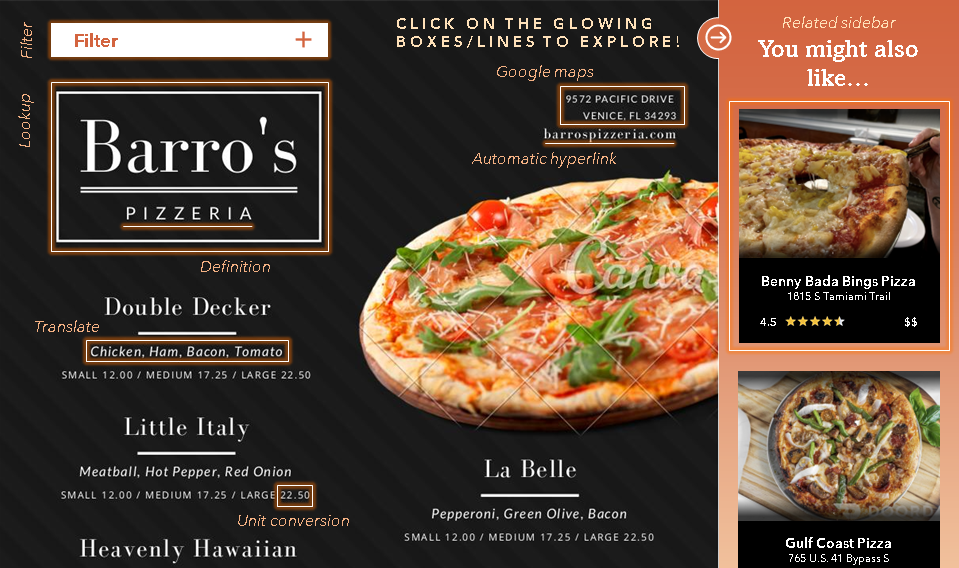 Filter
Filter +
Lookup
Barro's
PIZZERIA
Definition
Double Decker
Translate
Chicken, Ham, Bacon, Tomato
SMALL 12.00 / MEDIUM 17.25 / LARGE 22.50
Little Italy
Meatball, Hot Pepper, Red Onion
SMALL 12.00 / MEDIUM 17.25 / LARGE 22.50
Unit conversion
Heavenly Hawaiian
CLICK ON THE GLOWING
BOXES/LINES TO EXPLORE!
Google maps
9572 PACIFIC DRIVE
VENICE, FL 34293
barrospizzeria.com
Automatic hyperlink
Canva
La Belle
Pepperoni, Green Olive, Bacon
SMALL 12.00 / MEDIUM 17.25 / LARGE 22.50
Related sidebar
You might also
like...
Benny Bada Bings Pizza
1815 S Tamiami Trail
4.5 $$
Gulf Coast Pizza
765 U.S. 41 Bypass S